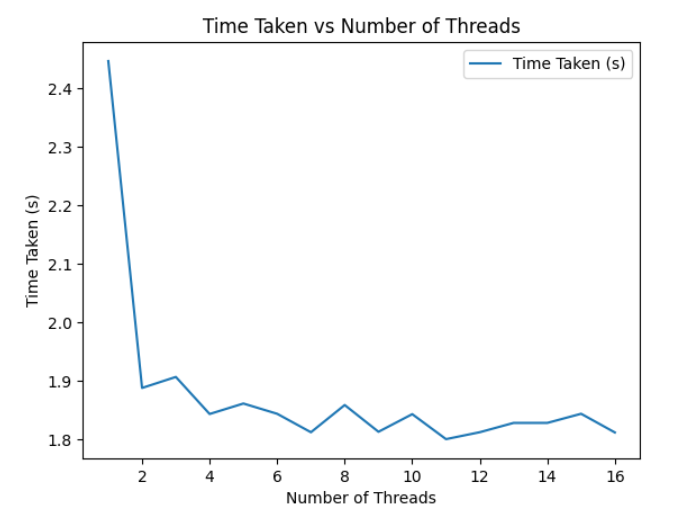 Time Taken vs Number of Threads
Time Taken (s)
2.4
2.3
2.2
2.1
2.0
1.9
1.8
Time Taken (s)
2 4 6 8 10 12 14 16
Number of Threads